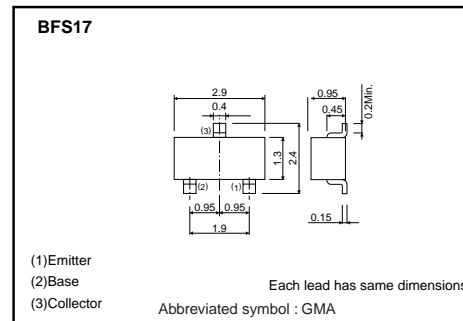 BFS17
2.9
0.4
(3)
1.3
2.4
(2)
(1)
0.95 0.95
1.9
0.95
0.45
0.2Min.
0.15
(1)Emitter
(2)Base
(3)Collector
Each lead has same dimensions
Abbreviated symbol : GMA